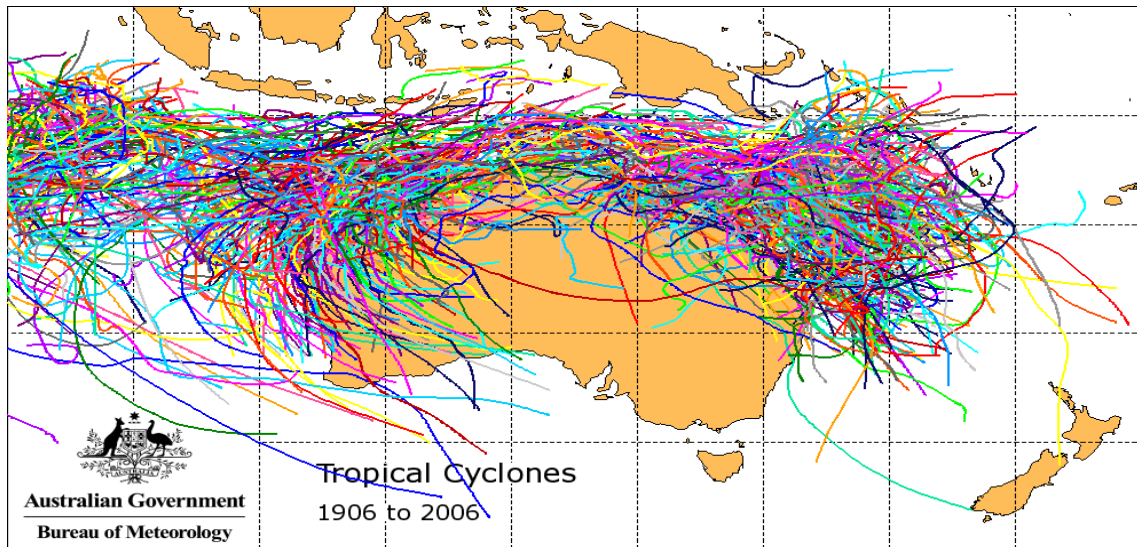 Tropical Cyclones
1906 to 2006
Australian Government
Bureau of Meteorology